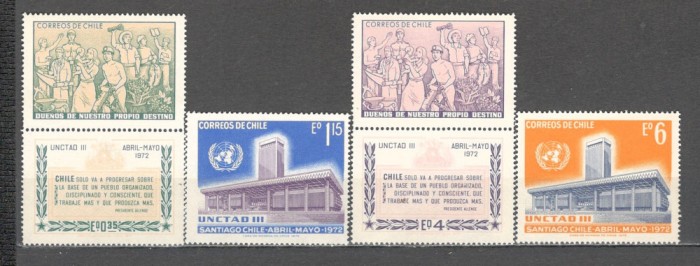 CORREOS DE CHILE
DUEÑOS DE NUESTRO PROPIO DESTINO
UNCTAD III ABRIL-MAYO
1972
CHILE SOLO VA A PROGRESAR SOBRE
LA BASE DE UN PUEBLO ORGANIZADO,
DISCIPLINADO Y CONSCIENTE, QUE
TRABAJE MAS Y QUE PRODUZCA MAS.
PRESIDENTE ALLENDE
Eº0.35
CORREOS DE CHILE Eº1.15
UNCTAD III
SANTIAGO CHILE-ABRIL-MAYO-1972
CORREOS DE CHILE
DUEÑOS DE NUESTRO PROPIO DESTINO
UNCTAD III ABRIL-MAYO
1972
CHILE SOLO VA A PROGRESAR SOBRE
LA BASE DE UN PUEBLO ORGANIZADO,
DISCIPLINADO Y CONSCIENTE, QUE
TRABAJE MAS Y QUE PRODUZCA MAS.
PRESIDENTE ALLENDE
Eº4
CORREOS DE CHILE Eº6
UNCTAD III
SANTIAGO CHILE-ABRIL-MAYO-1972